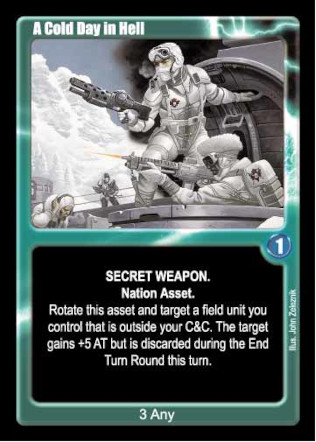 A Cold Day in Hell
1
SECRET WEAPON.
Nation Asset.
Rotate this asset and target a field unit you
control that is outside your C&C. The target
gains +5 AT but is discarded during the End
Turn Round this turn.
Illus. John Zeleznik
3 Any